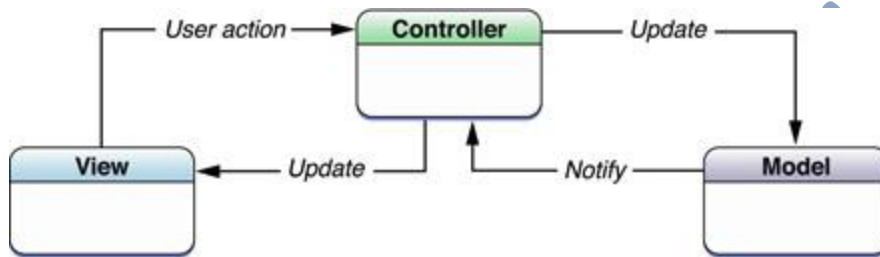 User action
Controller
Update
View
Update
Notify
Model